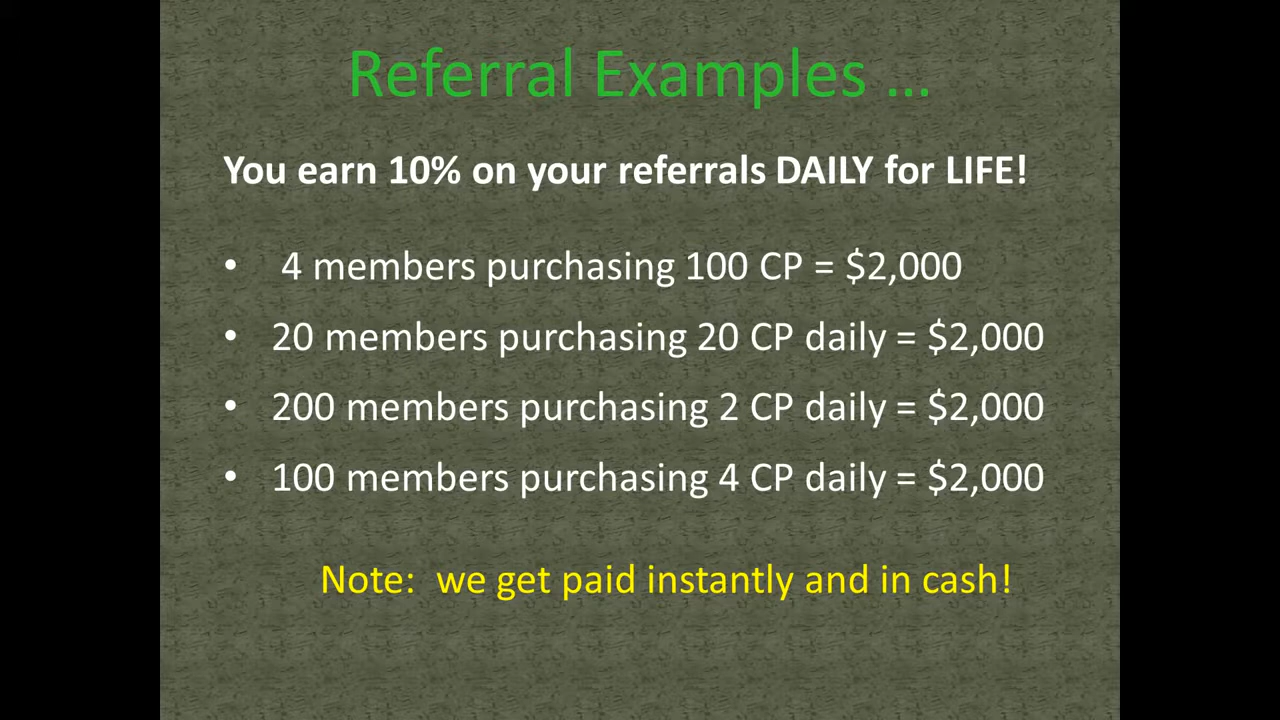 Referral Examples ...
You earn 10% on your referrals DAILY for LIFE!
• 4 members purchasing 100 CP = $2,000
• 20 members purchasing 20 CP daily = $2,000
• 200 members purchasing 2 CP daily = $2,000
• 100 members purchasing 4 CP daily = $2,000
Note: we get paid instantly and in cash!